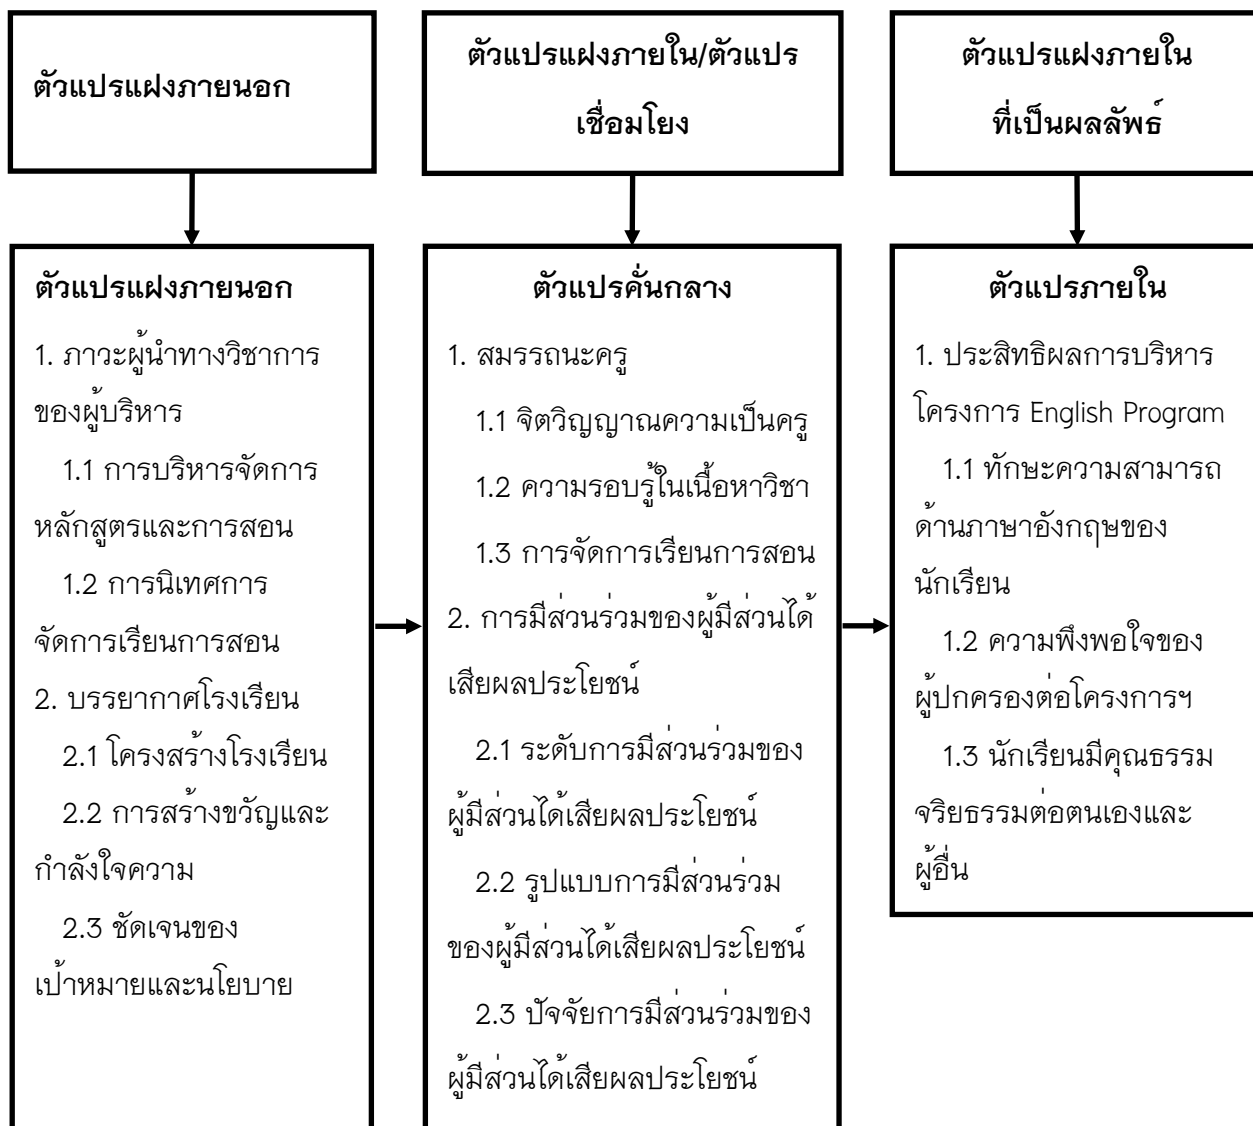 ตัวแปรแฝงภายนอก
ตัวแปรแฝงภายใน/ตัวแปร
เชื่อมโยง
ตัวแปรแฝงภายใน
ที่เป็นผลลัพธ์
ตัวแปรแฝงภายนอก
1. ภาวะผู้นำทางวิชาการ
ของผู้บริหาร
1.1 การบริหารจัดการ
หลักสูตรและการสอน
1.2 การนิเทศการ
จัดการเรียนการสอน
2. บรรยากาศโรงเรียน
2.1 โครงสร้างโรงเรียน
2.2 การสร้างขวัญและ
กำลังใจความ
2.3 ชัดเจนของ
เป้าหมายและนโยบาย
ตัวแปรคั่นกลาง
1. สมรรถนะครู
1.1 จิตวิญญาณความเป็นครู
1.2 ความรอบรู้ในเนื้อหาวิชา
1.3 การจัดการเรียนการสอน
2. การมีส่วนร่วมของผู้มีส่วนได้
เสียผลประโยชน์
2.1 ระดับการมีส่วนร่วมของ
ผู้มีส่วนได้เสียผลประโยชน์
2.2 รูปแบบการมีส่วนร่วม
ของผู้มีส่วนได้เสียผลประโยชน์
2.3 ปัจจัยการมีส่วนร่วมของ
ผู้มีส่วนได้เสียผลประโยชน์
ตัวแปรภายใน
1. ประสิทธิผลการบริหาร
โครงการ English Program
1.1 ทักษะความสามารถ
ด้านภาษาอังกฤษของ
นักเรียน
1.2 ความพึงพอใจของ
ผู้ปกครองต่อโครงการฯ
1.3 นักเรียนมีคุณธรรม
จริยธรรมต่อตนเองและ
ผู้อื่น